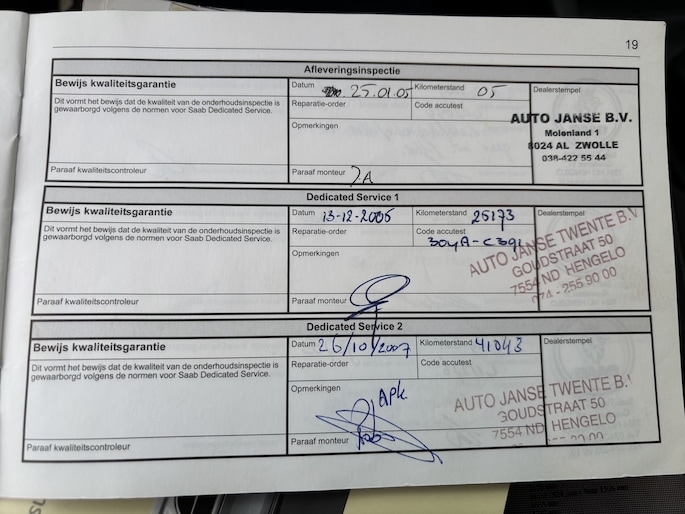 19
Afleveringsinspectie
Bewijs kwaliteitsgarantie
Dit vormt het bewijs dat de kwaliteit van de onderhoudsinspectie is
gewaarborgd volgens de normen voor Saab Dedicated Service.
Paraaf kwaliteitscontroleur
Datum 25.01.05
Kilometerstand 05
Reparatie-order
Code accutest
Opmerkingen
Paraaf monteur
Dealerstempel
AUTO JANSE B.V.
Molenland 1
8024 AL ZWOLLE
038-422 55 44
Dedicated Service 1
Bewijs kwaliteitsgarantie
Dit vormt het bewijs dat de kwaliteit van de onderhoudsinspectie is
gewaarborgd volgens de normen voor Saab Dedicated Service.
Paraaf kwaliteitscontroleur
Datum 13-12-2005
Kilometerstand 25173
Reparatie-order
Code accutest
Opmerkingen
Paraaf monteur
Dealerstempel
AUTO JANSE TWENTE B.V
GOUDSTRAAT 50
7554 ND HENGELO
074-255 90 00
Dedicated Service 2
Bewijs kwaliteitsgarantie
Dit vormt het bewijs dat de kwaliteit van de onderhoudsinspectie is
gewaarborgd volgens de normen voor Saab Dedicated Service.
Paraaf kwaliteitscontroleur
Datum 26/10/2007
Kilometerstand 41043
Reparatie-order
Code accutest
Opmerkingen
APK
Paraaf monteur
Dealerstempel
AUTO JANSE TWENTE B.V
GOUDSTRAAT 50
7554 ND HENGELO